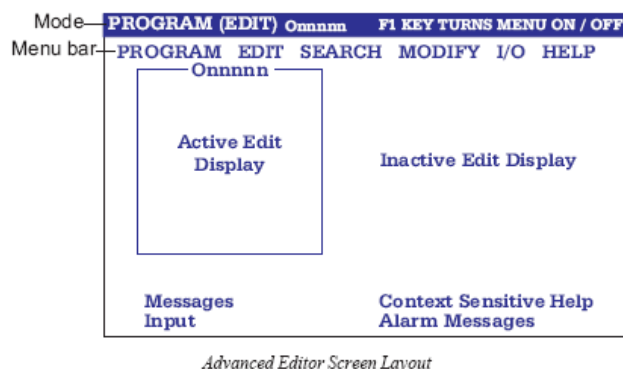 Mode PROGRAM (EDIT) Onnnnn F1 KEY TURNS MENU ON / OFF
Menu bar PROGRAM EDIT SEARCH MODIFY I/O HELP
Onnnnn
Active Edit
Display
Inactive Edit Display
Messages
Input
Context Sensitive Help
Alarm Messages
Advanced Editor Screen Layout